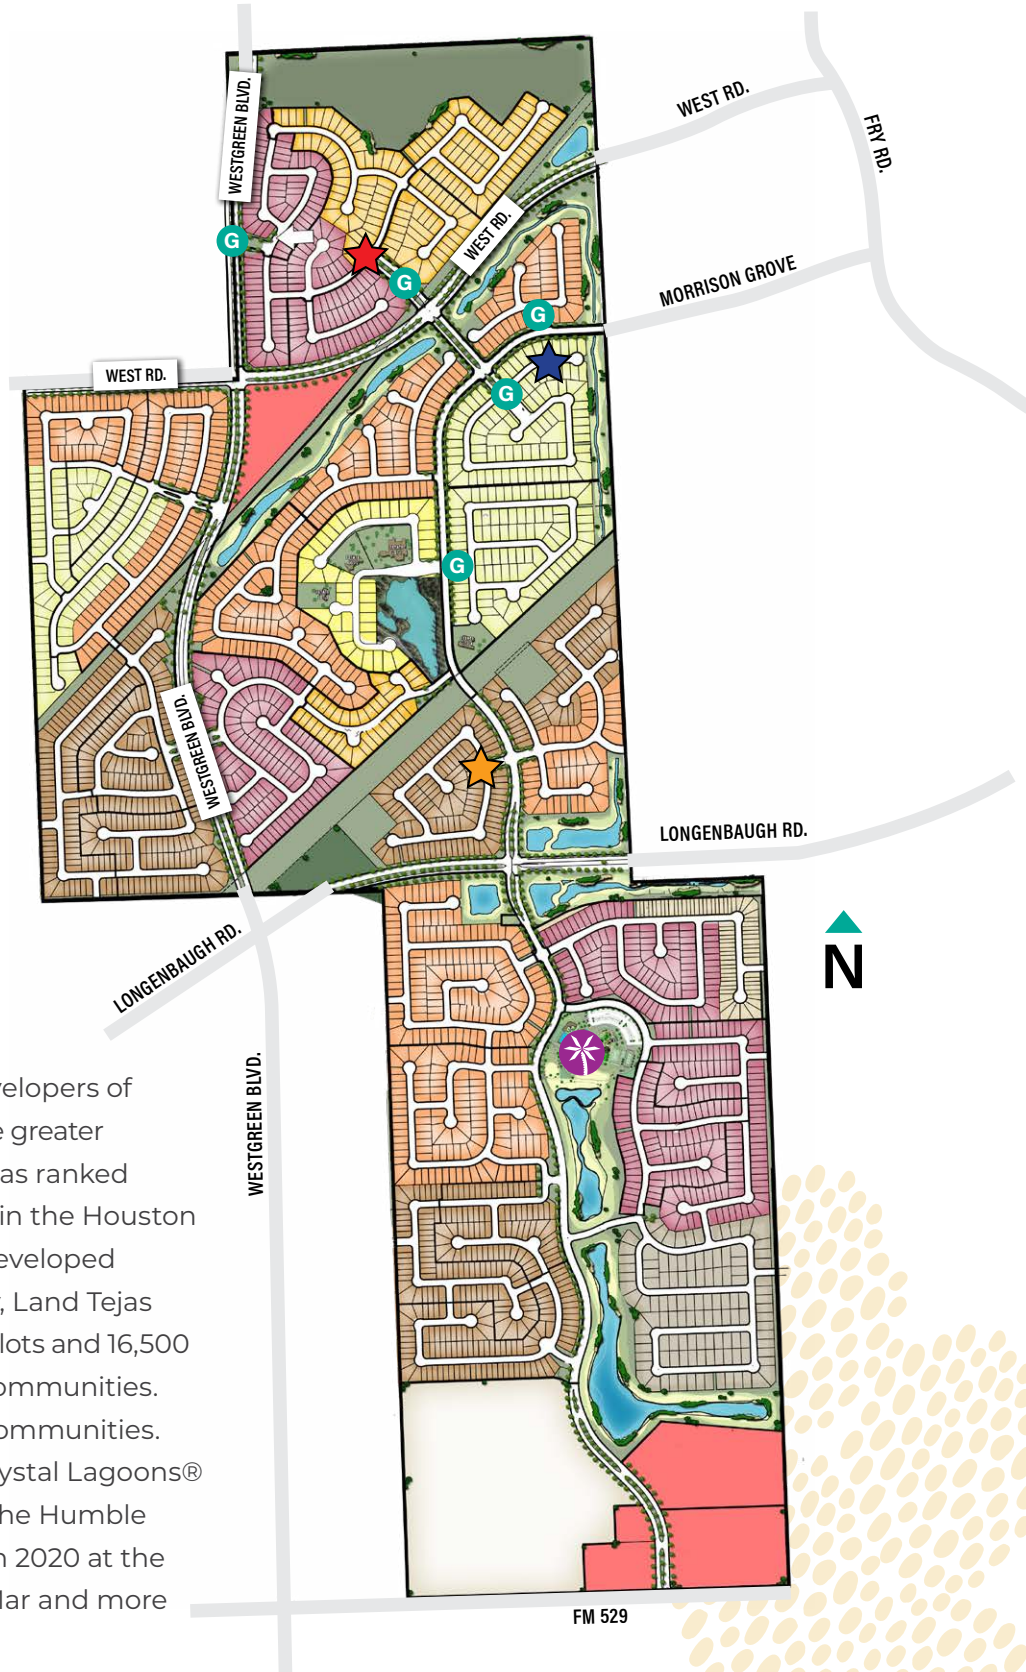 WESTGREEN BLVD.
WEST RD.
FRY RD.
G
WEST RD.
G
MORRISON GROVE
G
WEST RD.
G
G
WESTGREEN BLVD.
LONGENBAUGH RD.
LONGENBAUGH RD.
N
WESTGREEN BLVD.
velopers of
e greater
as ranked
in the Houston
eveloped
, Land Tejas
lots and 16,500
ommunities.
ommunities.
ystal Lagoons®
he Humble
n 2020 at the
lar and more
FM 529